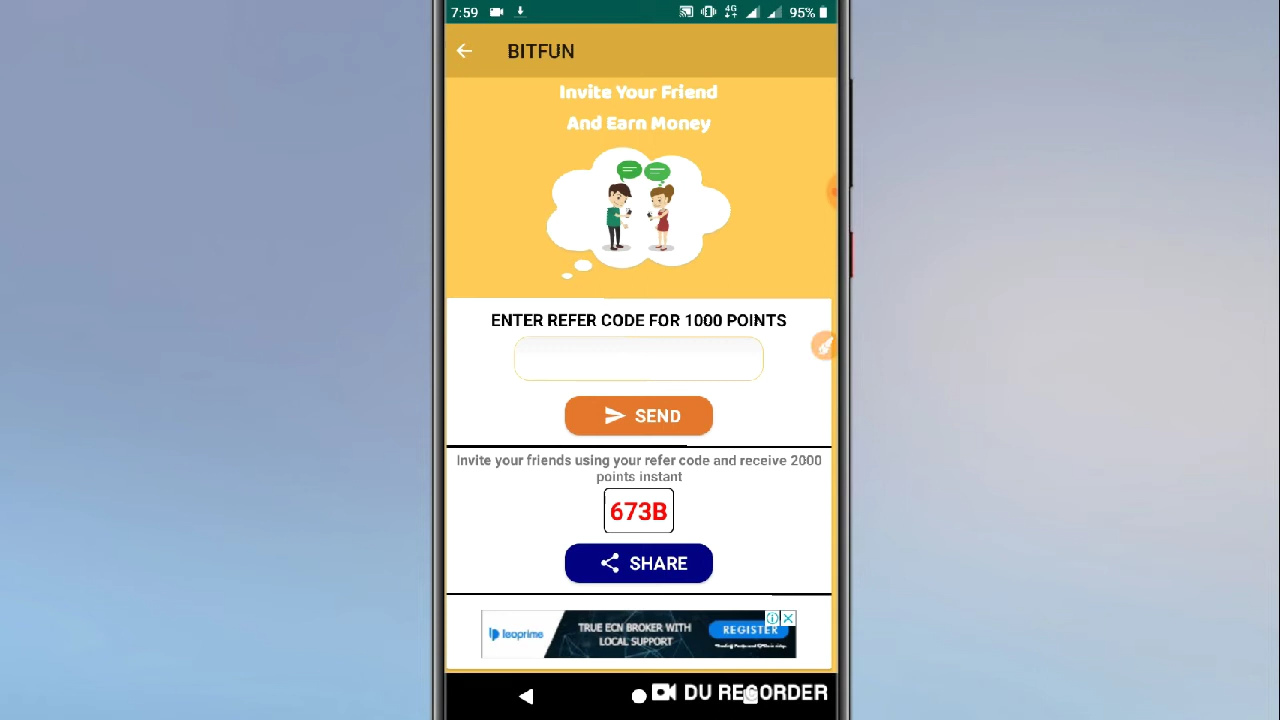 7:59 4G 95%
BITFUN
Invite Your Friend
And Earn Money
ENTER REFER CODE FOR 1000 POINTS
SEND
Invite your friends using your refer code and receive 2000
points instant
673B
SHARE
leoprime
TRUE ECN BROKER WITH
LOCAL SUPPORT
REGISTER
DU RECORDER